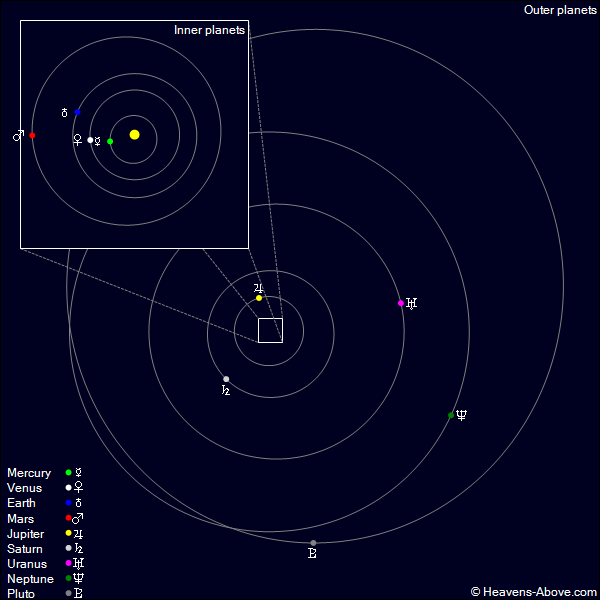 Outer planets
Inner planets
♁
♂
♀
☿
♃
♅
♄
♆
♇
Mercury ☿
Venus ♀
Earth ♁
Mars ♂
Jupiter ♃
Saturn ♄
Uranus ♅
Neptune ♆
Pluto ♇
© Heavens-Above.com